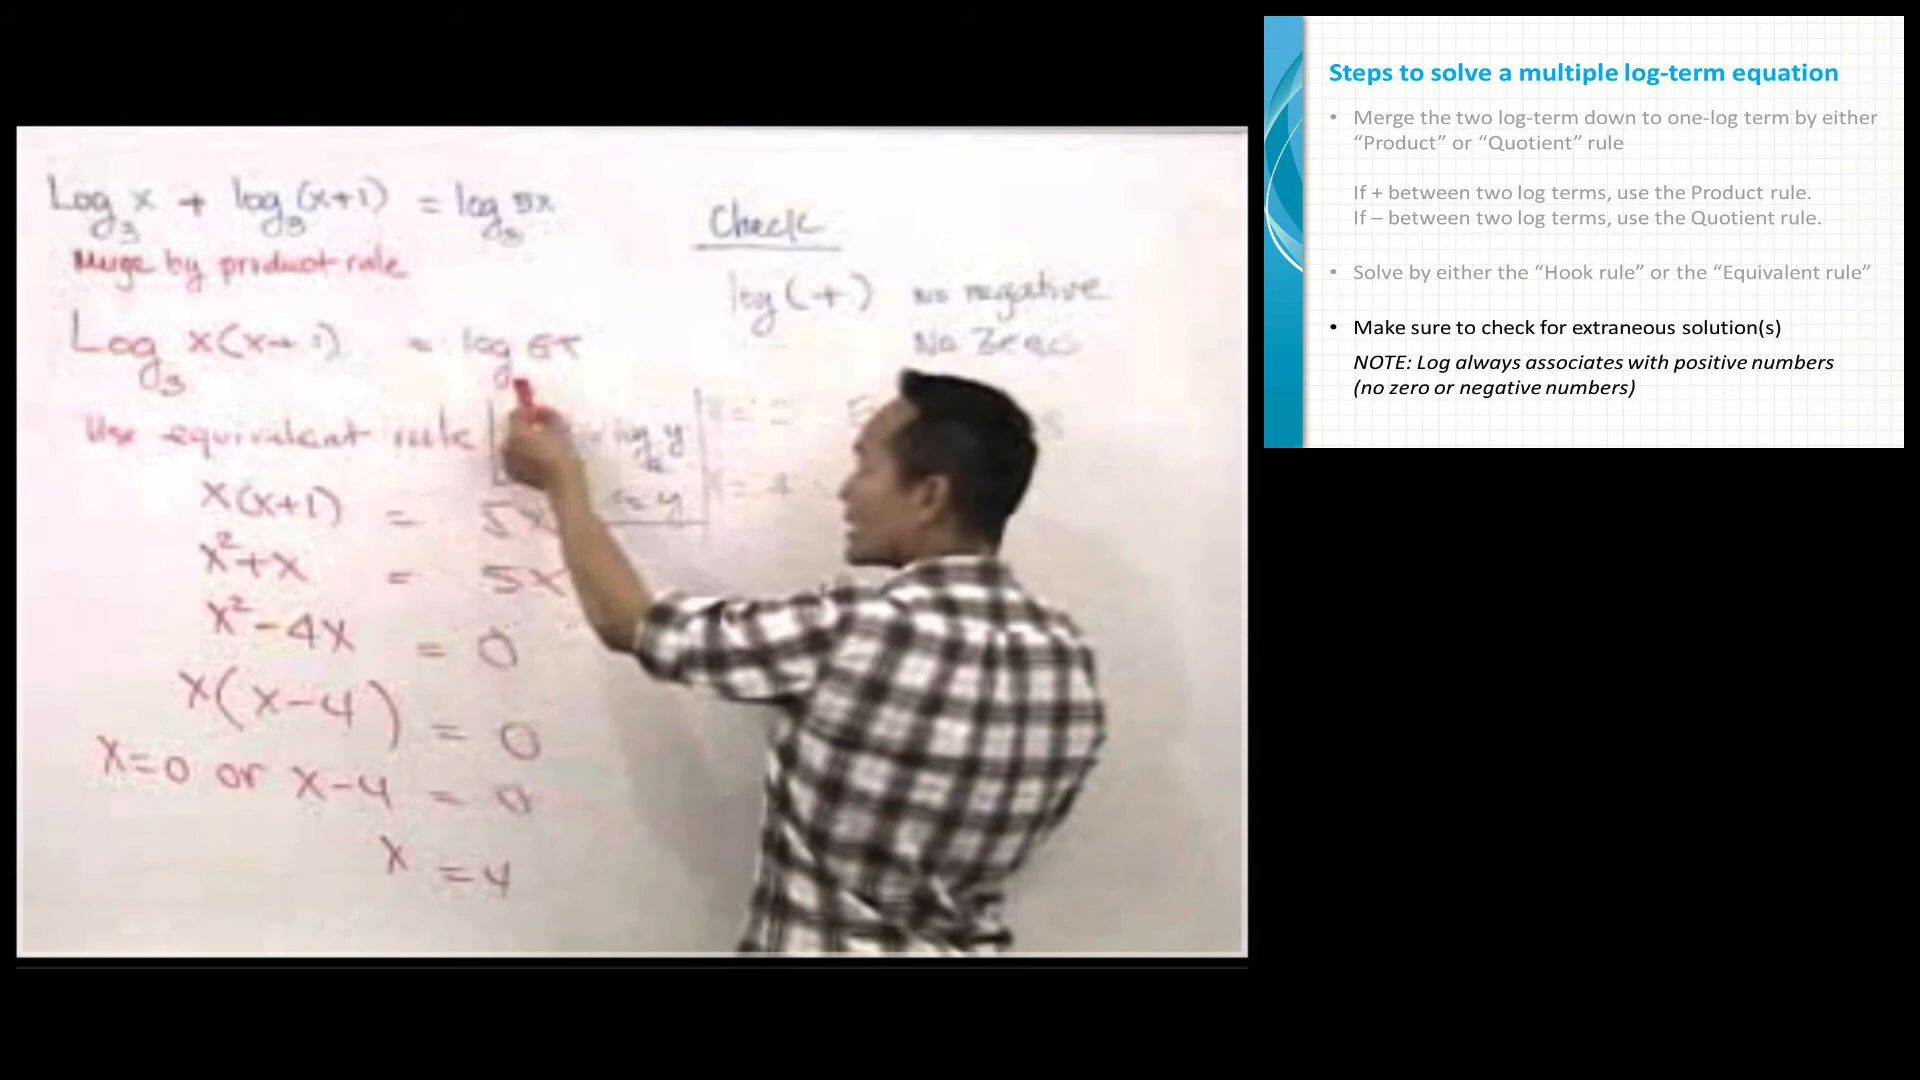 Log₃ x + log₃(x+1) = log₃ 5x
Merge by product rule
Log₃ x(x+1) = log 5x
Use equivalent rule
log y
= y
x(x+1) = 5x
x²+x = 5x
x²-4x = 0
x(x-4) = 0
x=0 or x-4 = 0
x = 4
Check
log(+) No negative
No Zero
Steps to solve a multiple log-term equation
• Merge the two log-term down to one-log term by either
“Product” or “Quotient” rule
If + between two log terms, use the Product rule.
If – between two log terms, use the Quotient rule.
• Solve by either the “Hook rule” or the “Equivalent rule”
• Make sure to check for extraneous solution(s)
NOTE: Log always associates with positive numbers
(no zero or negative numbers)